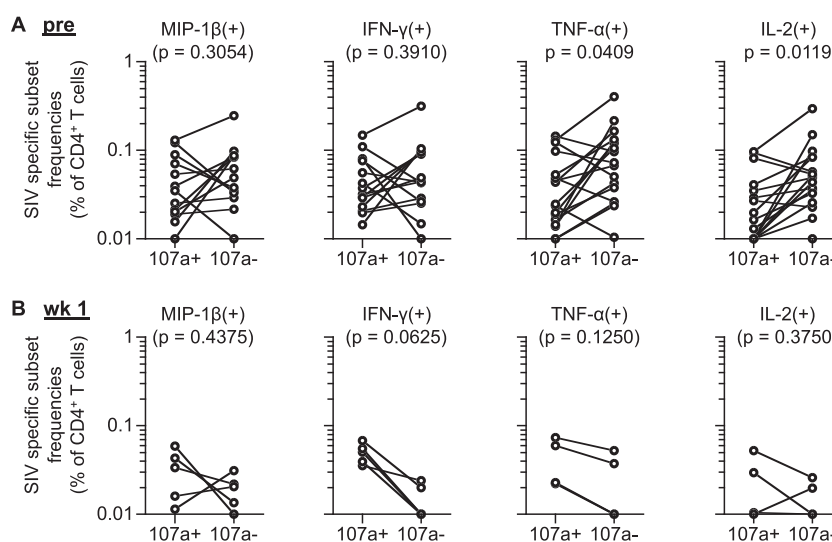 A pre
MIP-1β(+)
(p = 0.3054)
IFN-γ(+)
(p = 0.3910)
TNF-α(+)
p = 0.0409
IL-2(+)
p = 0.0119
SIV specific subset
frequencies
(% of CD4⁺ T cells)
1
0.1
0.01
107a+ 107a-
107a+ 107a-
107a+ 107a-
107a+ 107a-
B wk 1
MIP-1β(+)
(p = 0.4375)
IFN-γ(+)
(p = 0.0625)
TNF-α(+)
(p = 0.1250)
IL-2(+)
(p = 0.3750
SIV specific subset
frequencies
(% of CD4⁺ T cells)
1
0.1
0.01
107a+ 107a-
107a+ 107a-
107a+ 107a-
107a+ 107a-